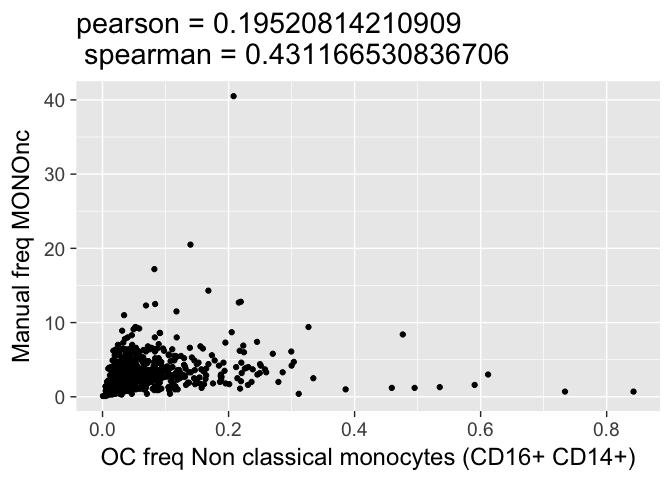 pearson = 0.19520814210909
spearman = 0.431166530836706
40
30
20
10
0
Manual freq MONOnc
0.0 0.2 0.4 0.6 0.8
OC freq Non classical monocytes (CD16+ CD14+)